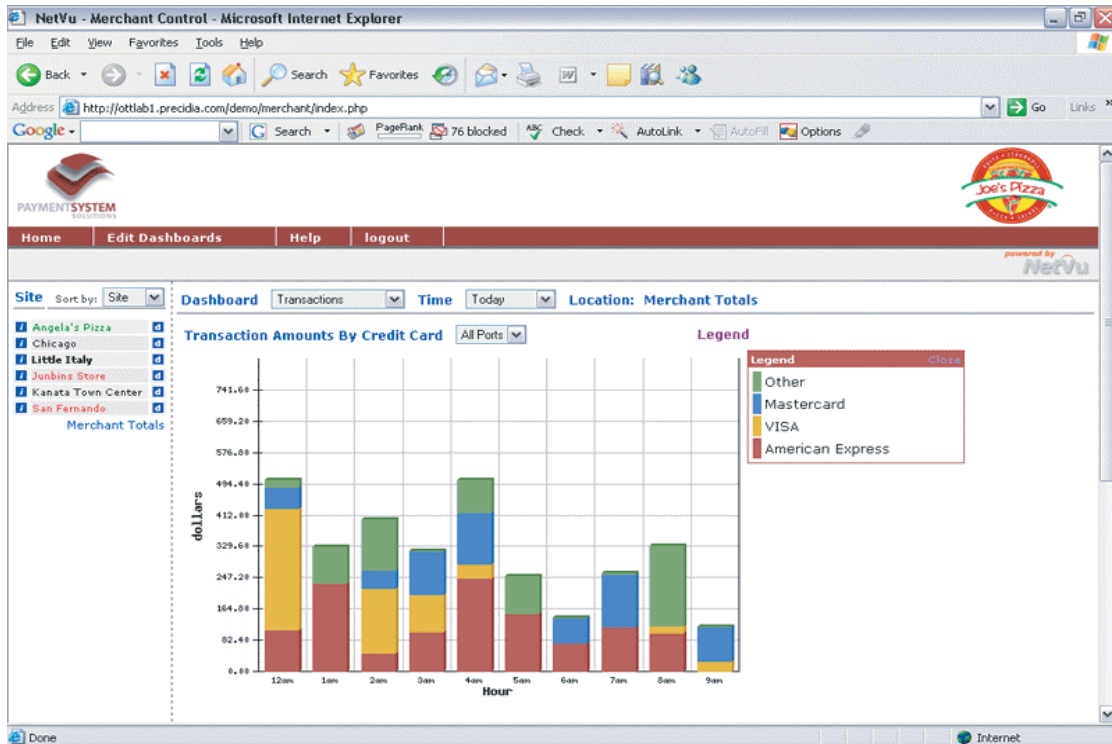 NetVu - Merchant Control - Microsoft Internet Explorer
File Edit View Favorites Tools Help
Back Search Favorites
Address http://ottlab1.precidia.com/demo/merchant/index.php Go Links »
Google Search PageRank 76 blocked Check AutoLink AutoFill Options
PAYMENTSYSTEM
SOLUTIONS
Joe's Pizza
Home Edit Dashboards Help logout
powered by
NetVu
Site Sort by: Site Dashboard Transactions Time Today Location: Merchant Totals
Angela's Pizza
Chicago
Little Italy
Junbins Store
Kanata Town Center
San Fernando
Merchant Totals
Transaction Amounts By Credit Card All Ports Legend
Legend Close
Other
Mastercard
VISA
American Express
741.60
659.20
576.80
494.40
412.00
329.60
247.20
164.80
82.40
0.00
dollars
12am 1am 2am 3am 4am 5am 6am 7am 8am 9am
Hour
Done Internet